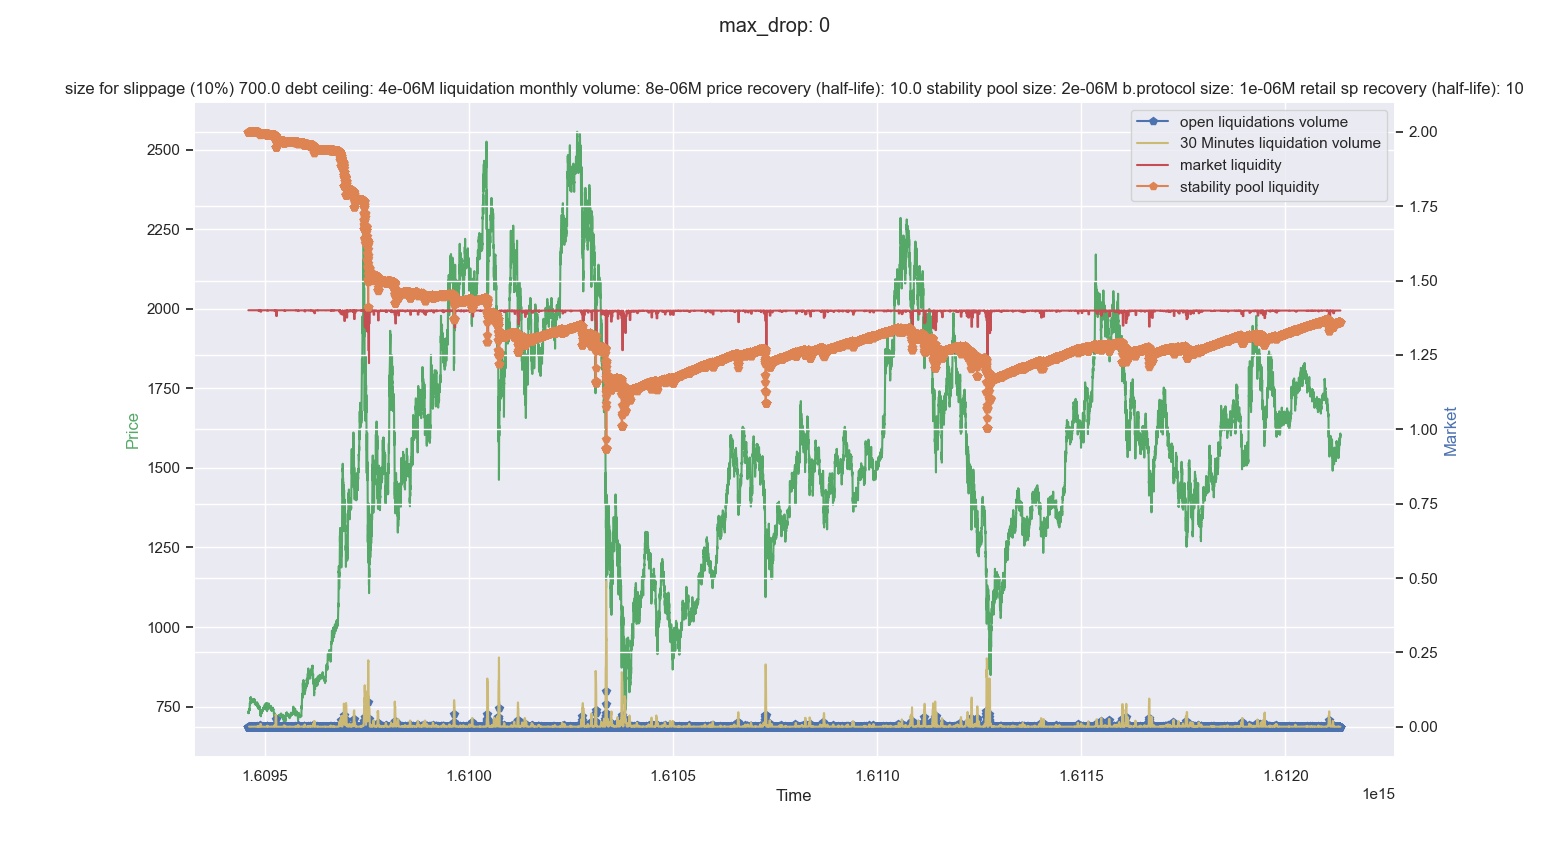 max_drop: 0
size for slippage (10%) 700.0 debt ceiling: 4e-06M liquidation monthly volume: 8e-06M price recovery (half-life): 10.0 stability pool size: 2e-06M b.protocol size: 1e-06M retail sp recovery (half-life): 10
open liquidations volume
30 Minutes liquidation volume
market liquidity
stability pool liquidity
2500
2250
2000
1750
1500
1250
1000
750
Price
2.00
1.75
1.50
1.25
1.00
0.75
0.50
0.25
0.00
Market
1.6095 1.6100 1.6105 1.6110 1.6115 1.6120
Time
1e15